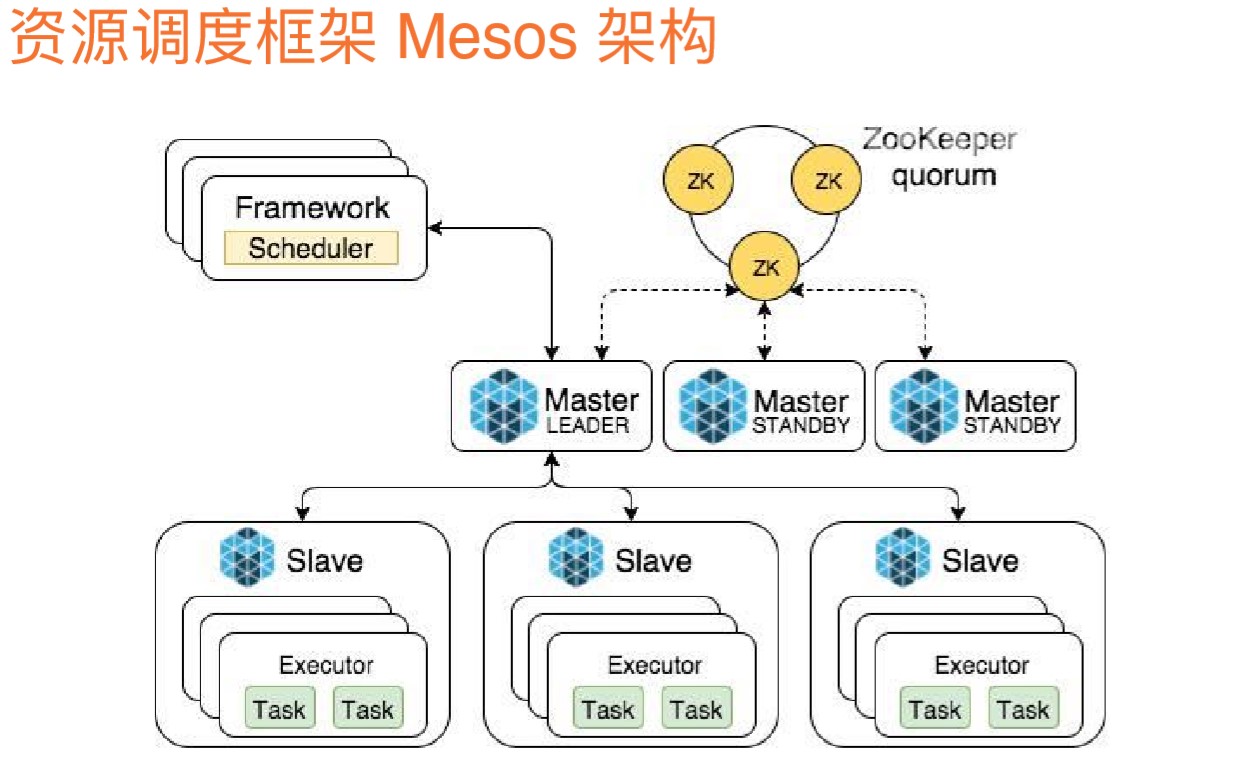 资源调度框架 Mesos 架构
ZooKeeper
quorum
ZK
ZK
ZK
Framework
Scheduler
Master
LEADER
Master
STANDBY
Master
STANDBY
Slave
Executor
Task
Task
Slave
Executor
Task
Task
Slave
Executor
Task
Task